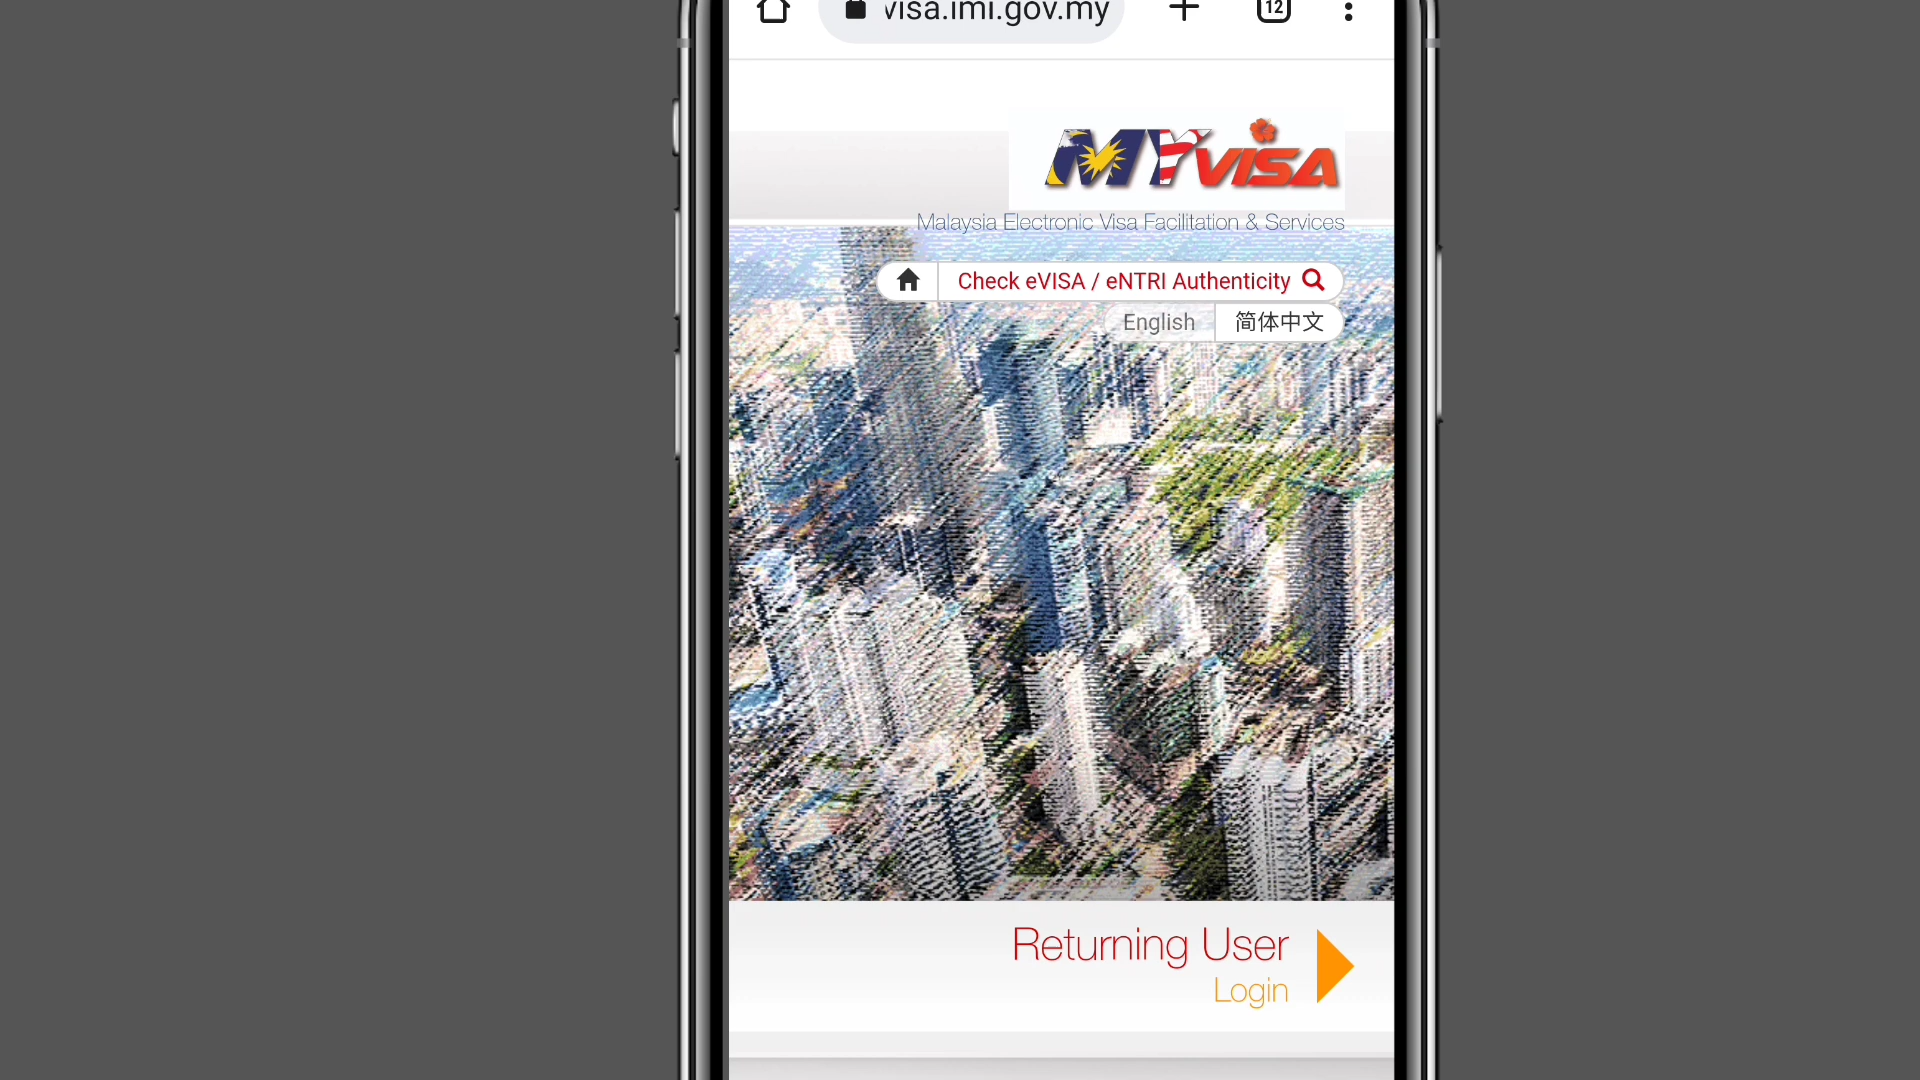 visa.imi.gov.my
12
MYVISA
Malaysia Electronic Visa Facilitation & Services
Check eVISA / eNTRI Authenticity
English
简体中文
Returning User
Login